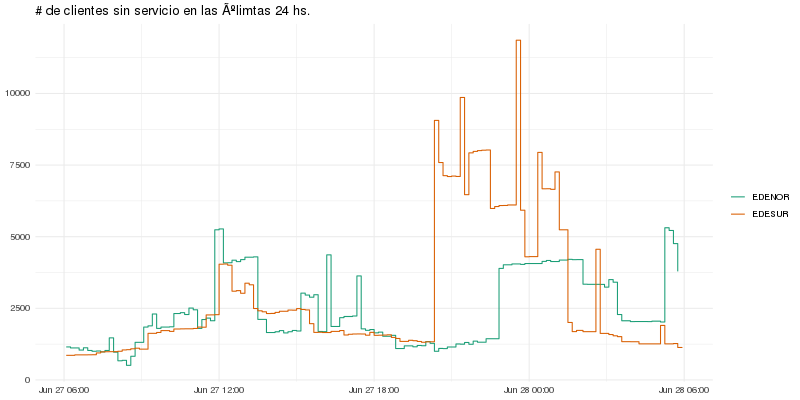 # de clientes sin servicio en las Ãºlimtas 24 hs.
10000
7500
5000
2500
0
Jun 27 06:00 Jun 27 12:00 Jun 27 18:00 Jun 28 00:00 Jun 28 06:00
EDENOR
EDESUR